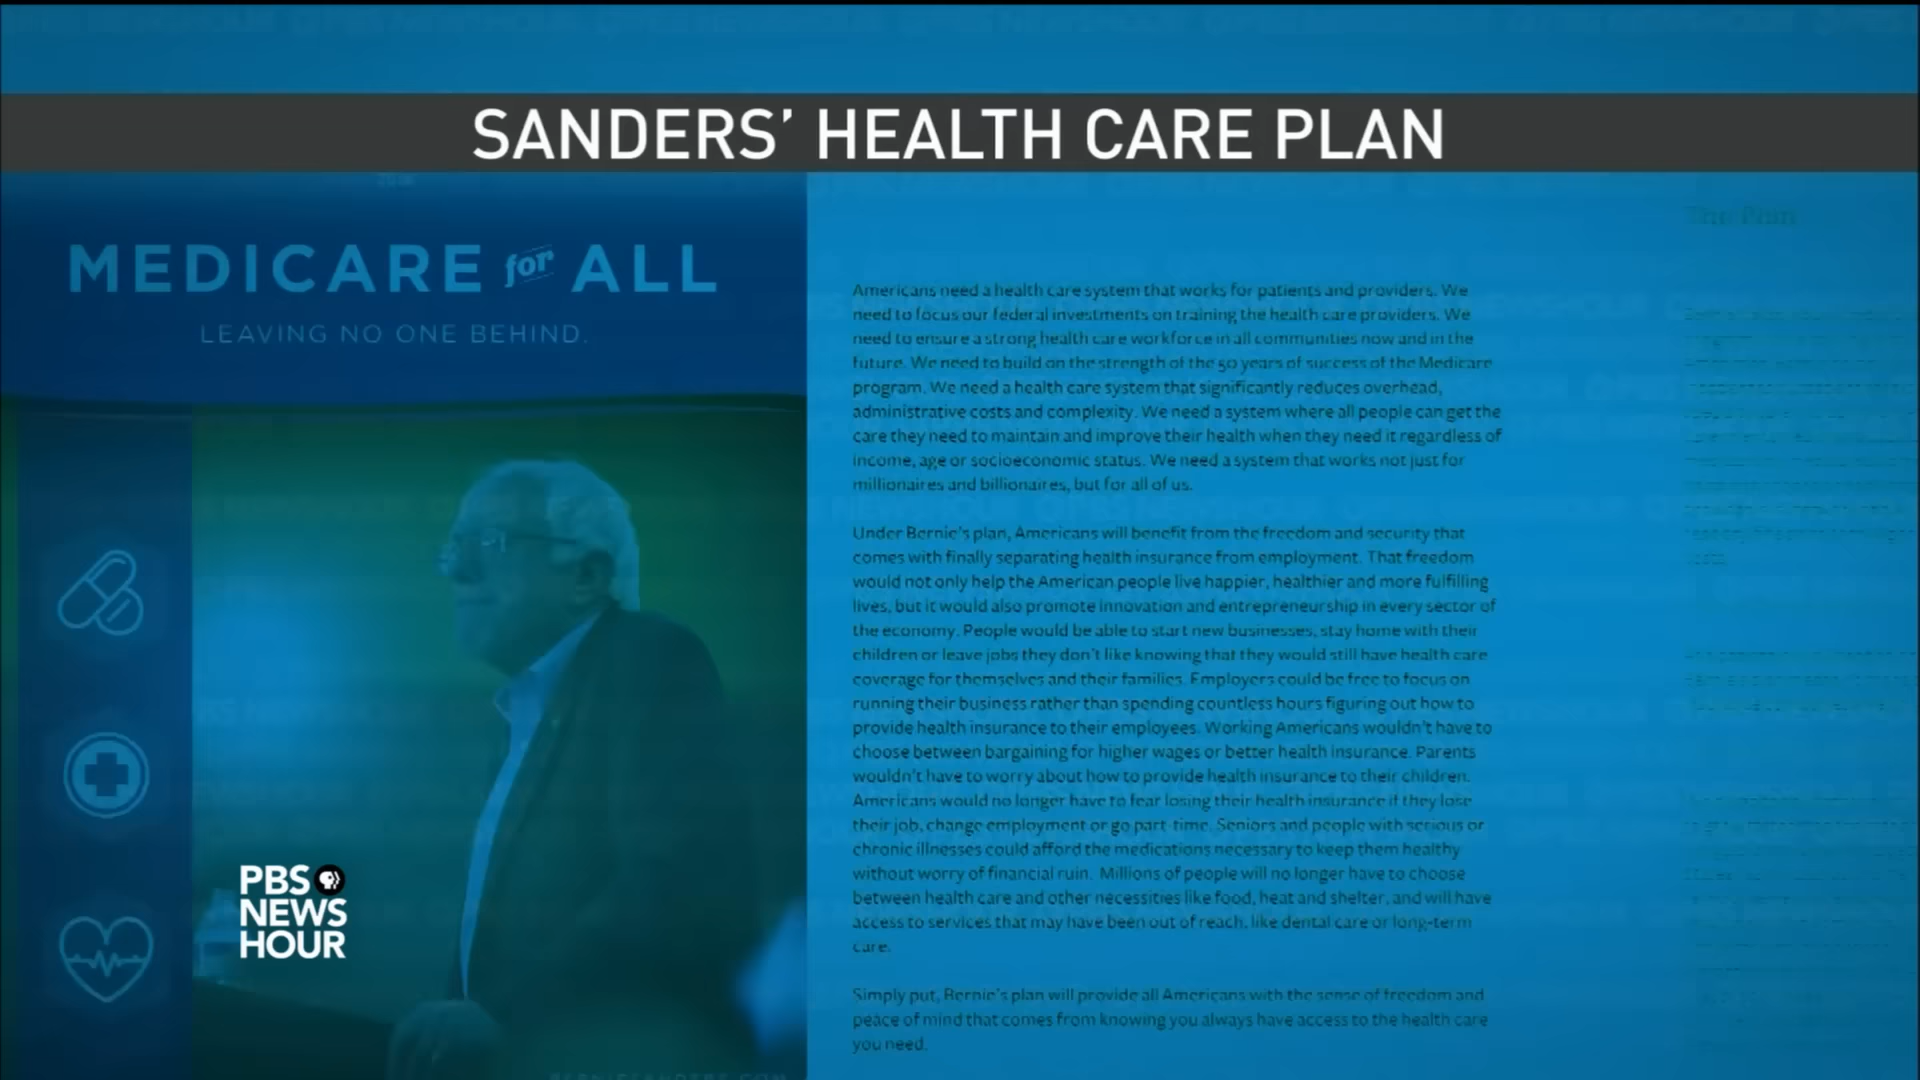 SANDERS' HEALTH CARE PLAN
MEDICARE for ALL
LEAVING NO ONE BEHIND.
PBS
NEWS
HOUR
Americans need a health care system that works for patients and providers. We
need to focus our federal investments on training the health care providers. We
need to ensure a strong health care workforce in all communities now and in the
future. We need to build on the strength of the 50 years of success of the Medicare
program. We need a health care system that significantly reduces overhead,
administrative costs and complexity. We need a system where all people can get the
care they need to maintain and improve their health when they need it regardless of
income, age or socioeconomic status. We need a system that works not just for
millionaires and billionaires, but for all of us.
Under Bernie's plan, Americans will benefit from the freedom and security that
comes with finally separating health insurance from employment. That freedom
would not only help the American people live happier, healthier and more fulfilling
lives, but it would also promote innovation and entrepreneurship in every sector of
the economy. People would be able to start new businesses, stay home with their
children or leave jobs they don't like knowing that they would still have health care
coverage for themselves and their families. Employers could be free to focus on
running their business rather than spending countless hours figuring out how to
provide health insurance to their employees. Working Americans wouldn't have to
choose between bargaining for higher wages or better health insurance. Parents
wouldn't have to worry about how to provide health insurance to their children.
Americans would no longer have to fear losing their health insurance if they lose
their job, change employment or go part-time. Seniors and people with serious or
chronic illnesses could afford the medications necessary to keep them healthy
without worry of financial ruin. Millions of people will no longer have to choose
between health care and other necessities like food, heat and shelter, and will have
access to services that may have been out of reach, like dental care or long-term
care.
Simply put, Bernie's plan will provide all Americans with the sense of freedom and
peace of mind that comes from knowing you always have access to the health care
you need.
The Plan